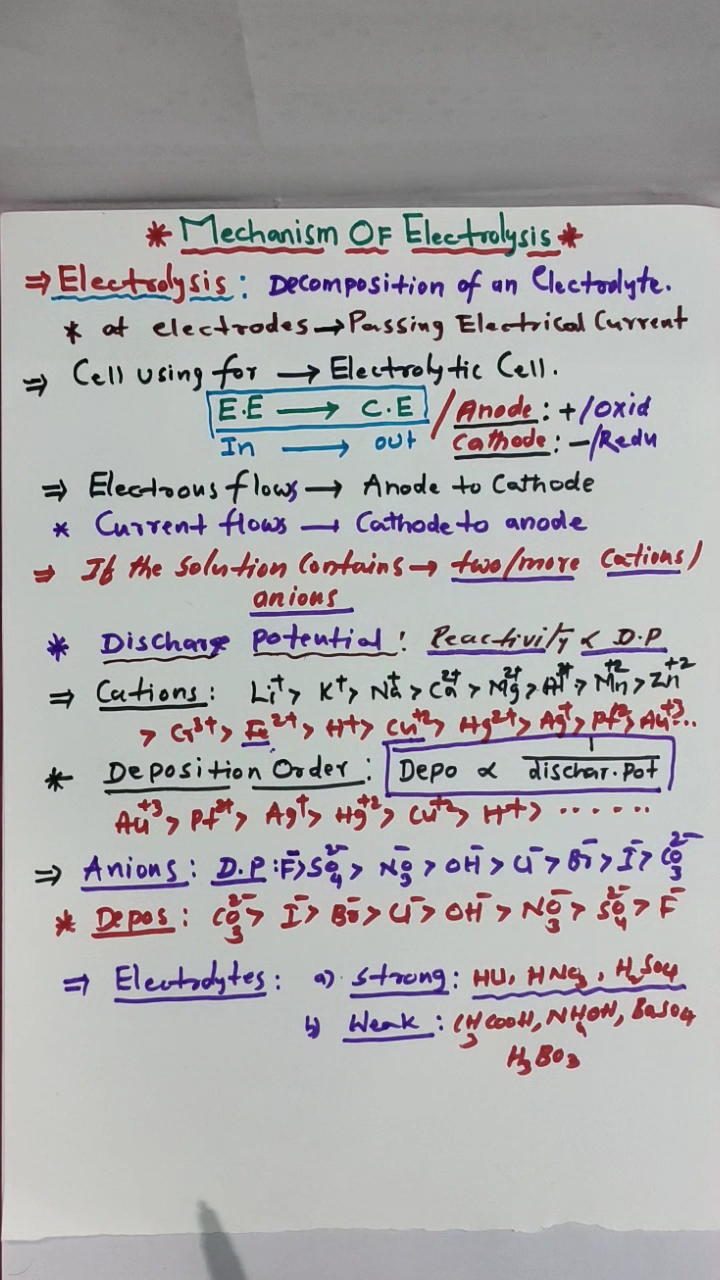 * Mechanism OF Electrolysis *
⇒ Electrolysis: Decomposition of an Electrolyte.
* at electrodes → Passing Electrical Current
⇒ Cell using for → Electrolytic Cell.
E.E → C.E / Anode: +/Oxid
In → out Cathode: -/Redu
⇒ Electrons flows → Anode to Cathode
* Current flows → Cathode to anode
⇒ If the Solution Contains → two/more Cations/
anions
* Discharge potential: Reactivity ∝ D.P
⇒ Cations: Li⁺ > K⁺ > Na⁺ > Ca²⁺ > Mg²⁺ > Al³⁺ > Mn⁺² > Zn⁺²
> Cr³⁺ > Fe²⁺ > H⁺ > Cu⁺² > Hg²⁺ > Ag⁺ > Pt⁺² > Au⁺³...
* Deposition Order: Depo ∝ 1/dischar.pot
Au⁺³ > Pt²⁺ > Ag⁺ > Hg⁺² > Cu⁺² > H⁺ > .......
⇒ Anions: D.P: F⁻ > SO₄²⁻ > NO₃⁻ > OH⁻ > Cl⁻ > Br⁻ > I⁻ > CO₃²⁻
* Depos: CO₃²⁻ > I⁻ > Br⁻ > Cl⁻ > OH⁻ > NO₃⁻ > SO₄²⁻ > F⁻
⇒ Electrolytes: a) Strong: HCl, HNO₃, H₂SO₄
b) Weak: CH₃COOH, NH₄OH, BaSO₄
H₃BO₃